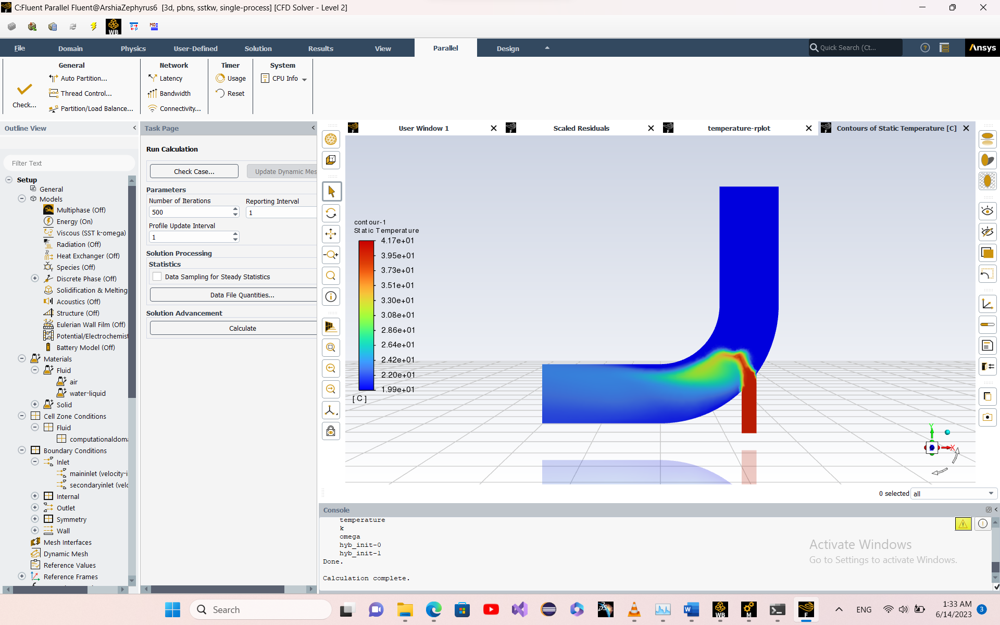 C:Fluent Parallel Fluent@ArshiaZephyrus6 [3d, pbns, sstkw, single-process] [CFD Solver - Level 2]
WB
File Domain Physics User-Defined Solution Results View Parallel Design Quick Search (Ct... Ansys
General Network Timer System
Check...
Auto Partition...
Thread Control...
Partition/Load Balance...
Latency
Bandwidth
Connectivity...
Usage
Reset
CPU Info
Outline View
Filter Text
Setup
General
Models
Multiphase (Off)
Energy (On)
Viscous (SST k-omega)
Radiation (Off)
Heat Exchanger (Off)
Species (Off)
Discrete Phase (Off)
Solidification & Melting
Acoustics (Off)
Structure (Off)
Eulerian Wall Film (Off)
Potential/Electrochemist
Battery Model (Off)
Materials
Fluid
air
water-liquid
Solid
Cell Zone Conditions
Fluid
computationaldoma
Boundary Conditions
Inlet
maininlet (velocity-i
secondaryinlet (velo
Internal
Outlet
Symmetry
Wall
Mesh Interfaces
Dynamic Mesh
Reference Values
Reference Frames
Task Page
Run Calculation
Check Case... Update Dynamic Mes
Parameters
Number of Iterations Reporting Interval
500 1
Profile Update Interval
1
Solution Processing
Statistics
Data Sampling for Steady Statistics
Data File Quantities...
Solution Advancement
Calculate
User Window 1 Scaled Residuals temperature-rplot Contours of Static Temperature [C]
contour-1
Static Temperature
4.17e+01
3.95e+01
3.73e+01
3.51e+01
3.30e+01
3.08e+01
2.86e+01
2.64e+01
2.42e+01
2.20e+01
1.99e+01
[ C ]
Y
X
0 selected all
Console
temperature
k
omega
hyb_init-0
hyb_init-1
Done.
Calculation complete.
Activate Windows
Go to Settings to activate Windows.
Search
WB
M
F
ENG
1:33 AM
6/14/2023
3